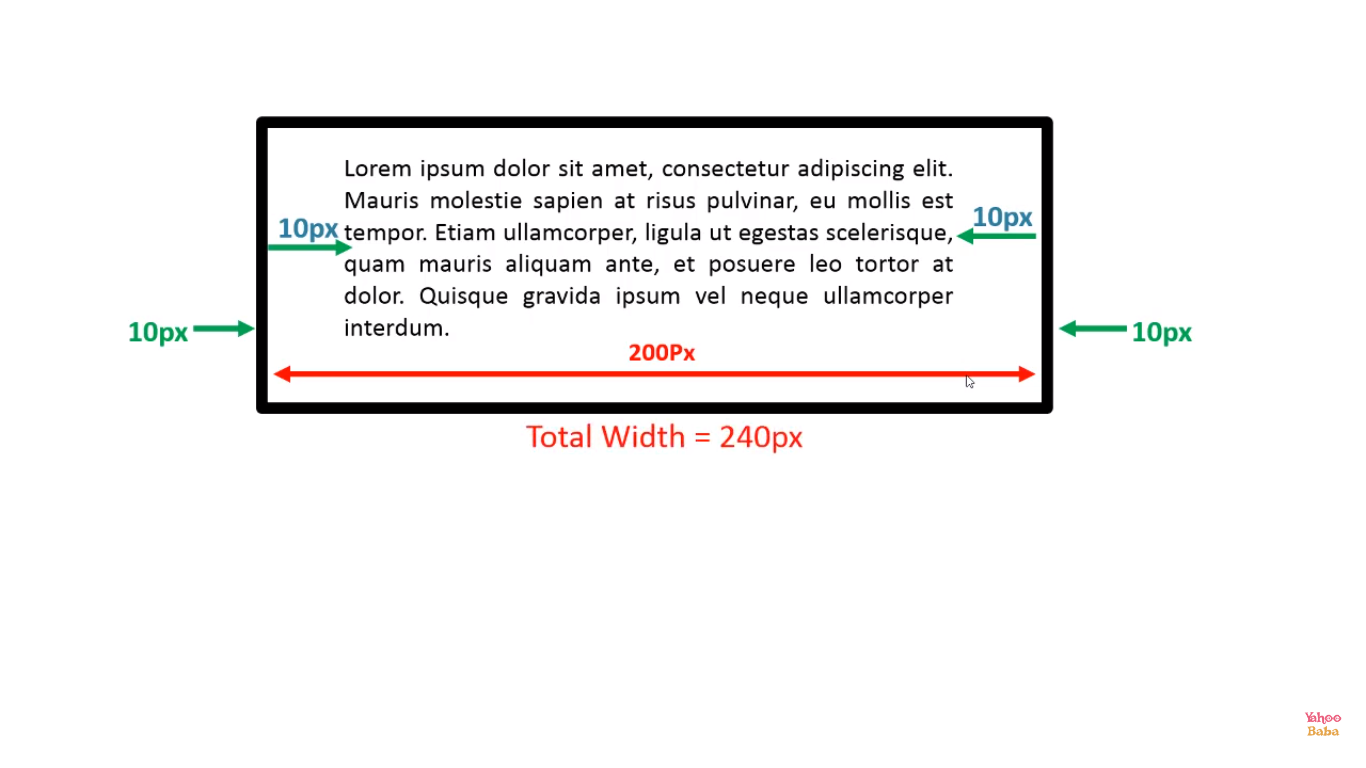 Lorem ipsum dolor sit amet, consectetur adipiscing elit.
Mauris molestie sapien at risus pulvinar, eu mollis est
10px tempor. Etiam ullamcorper, ligula ut egestas scelerisque, 10px
quam mauris aliquam ante, et posuere leo tortor at
dolor. Quisque gravida ipsum vel neque ullamcorper
interdum.
10px
10px
200Px
Total Width = 240px
Yahoo
Baba